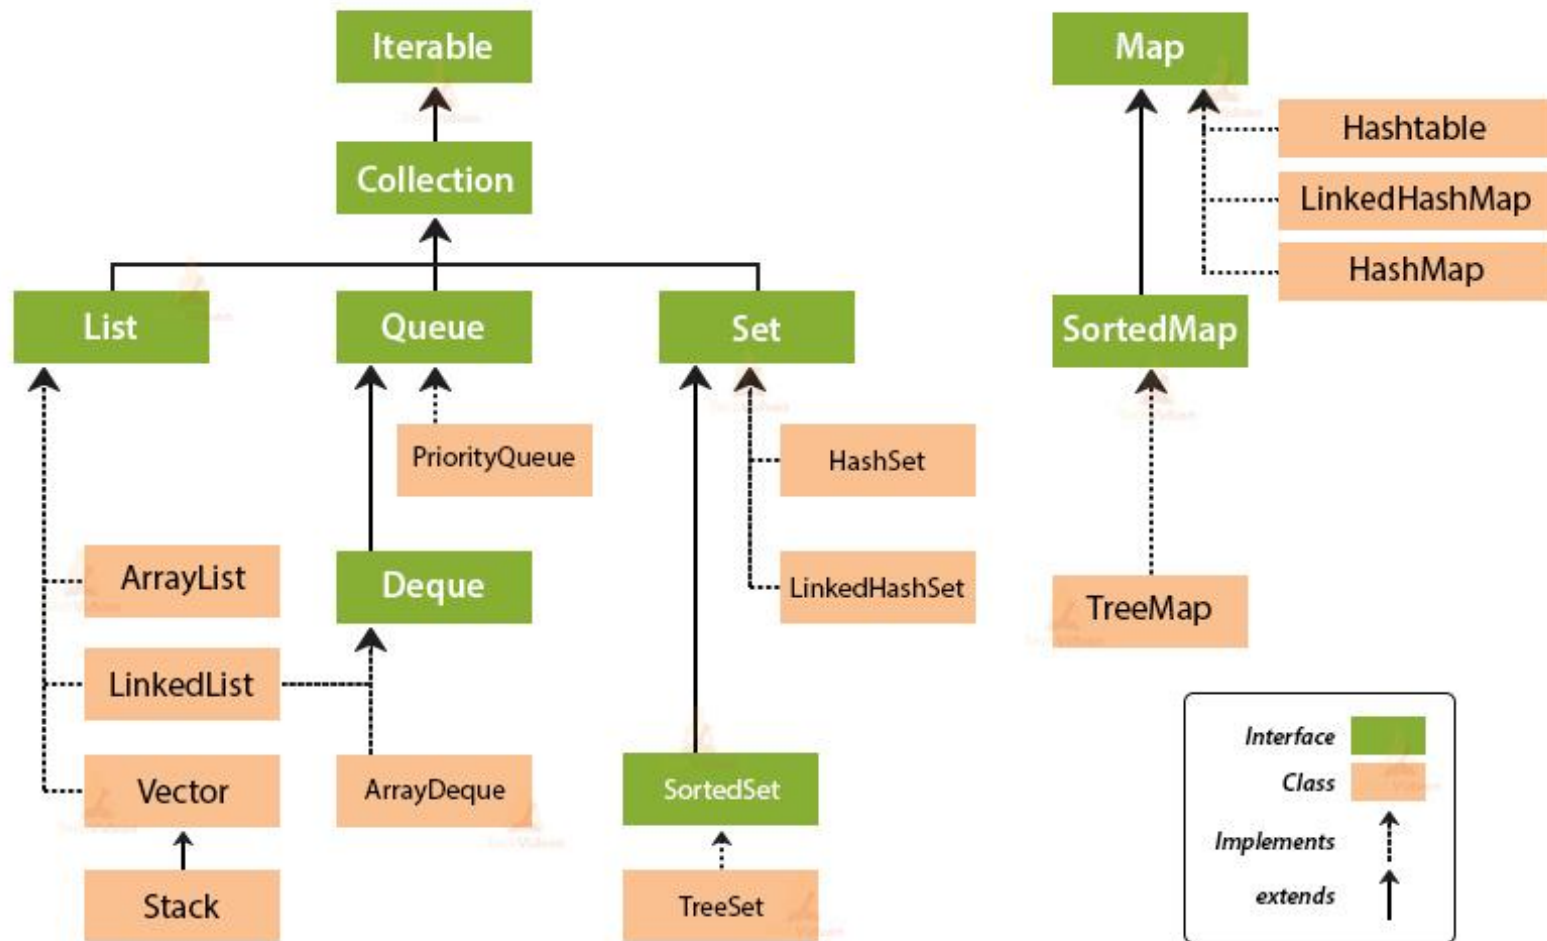 Iterable
Map
Hashtable
Collection
LinkedHashMap
HashMap
List
Queue
Set
SortedMap
PriorityQueue
HashSet
ArrayList
Deque
LinkedHashSet
TreeMap
LinkedList
Interface
Vector
ArrayDeque
SortedSet
Class
Implements
Stack
TreeSet
extends